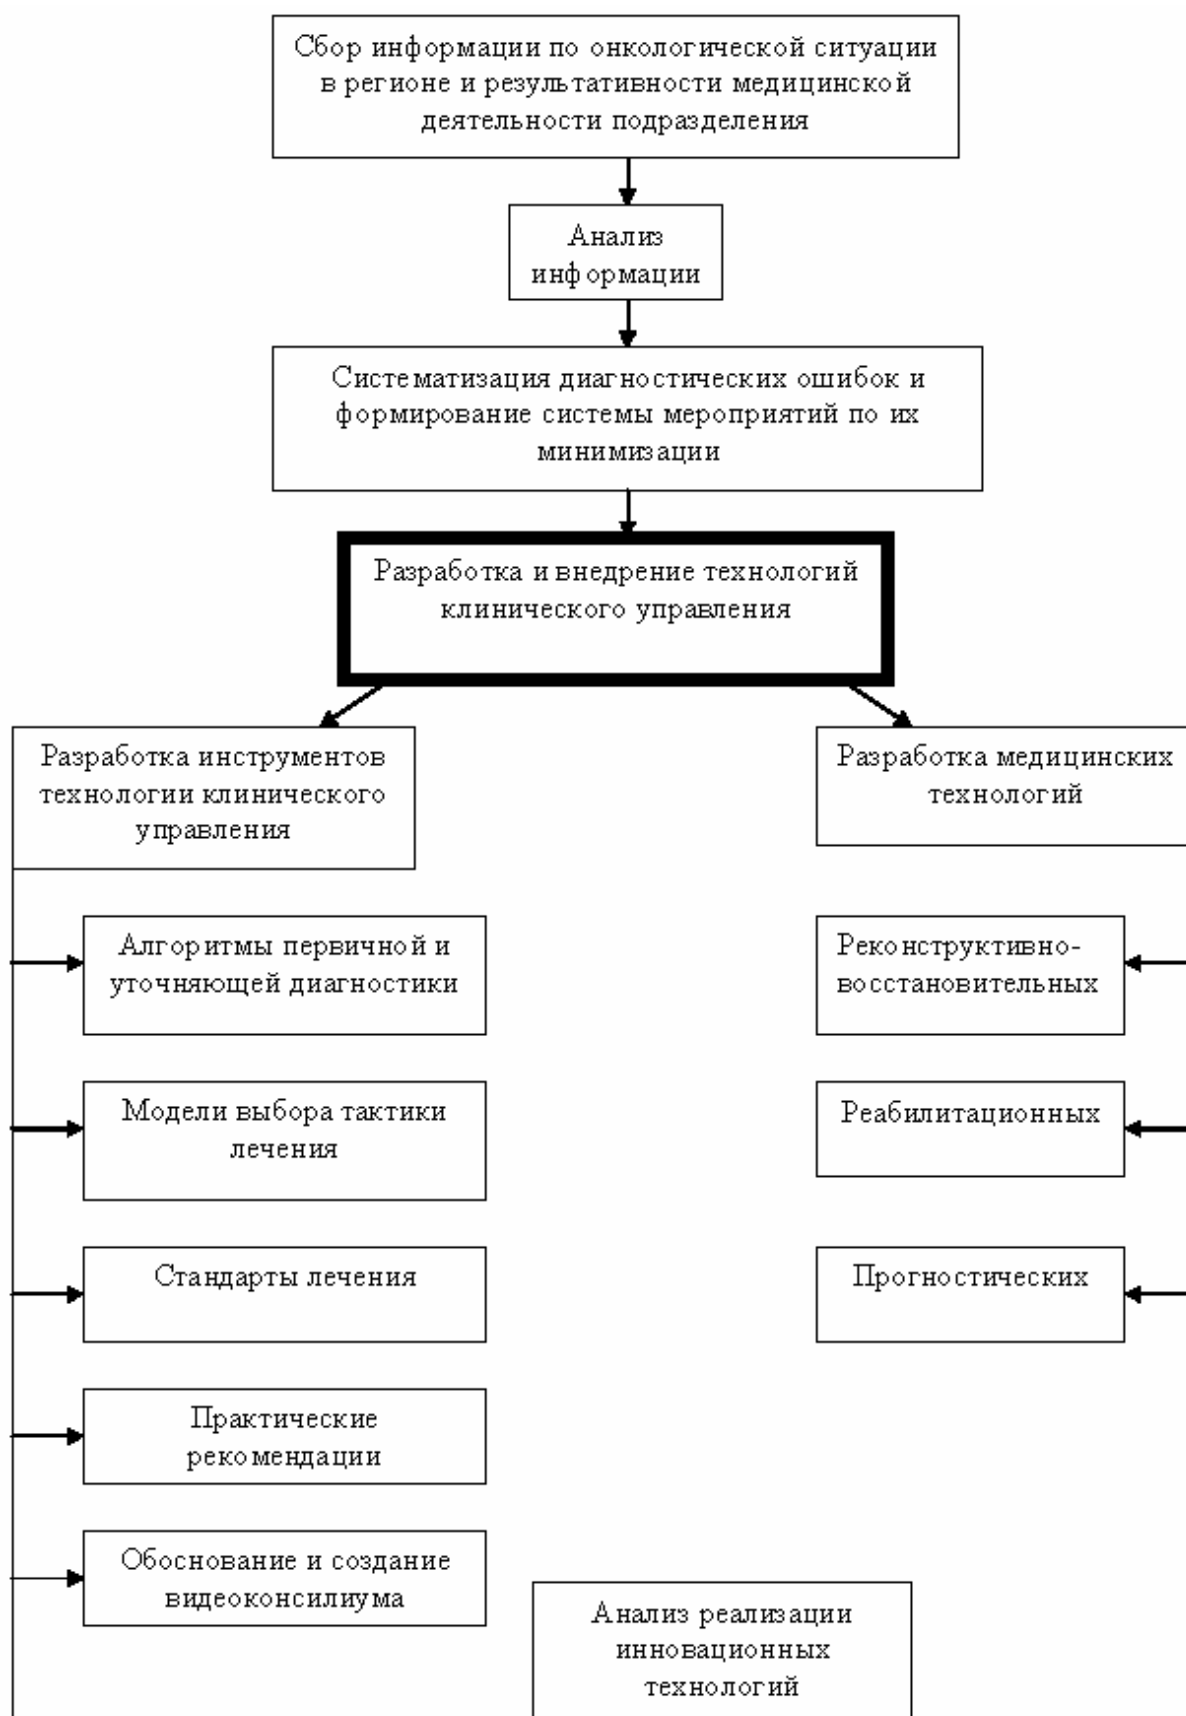 Сбор информации по онкологической ситуации
в регионе и результативности медицинской
деятельности подразделения
Анализ
информации
Систематизация диагностических ошибок и
формирование системы мероприятий по их
минимизации
Разработка и внедрение технологий
клинического управления
Разработка инструментов
технологии клинического
управления
Разработка медицинских
технологий
Алгоритмы первичной и
уточняющей диагностики
Реконструктивно-
восстановительных
Модели выбора тактики
лечения
Реабилитационных
Стандарты лечения
Прогностических
Практические
рекомендации
Обоснование и создание
видеоконсилиума
Анализ реализации
инновационных
технологий